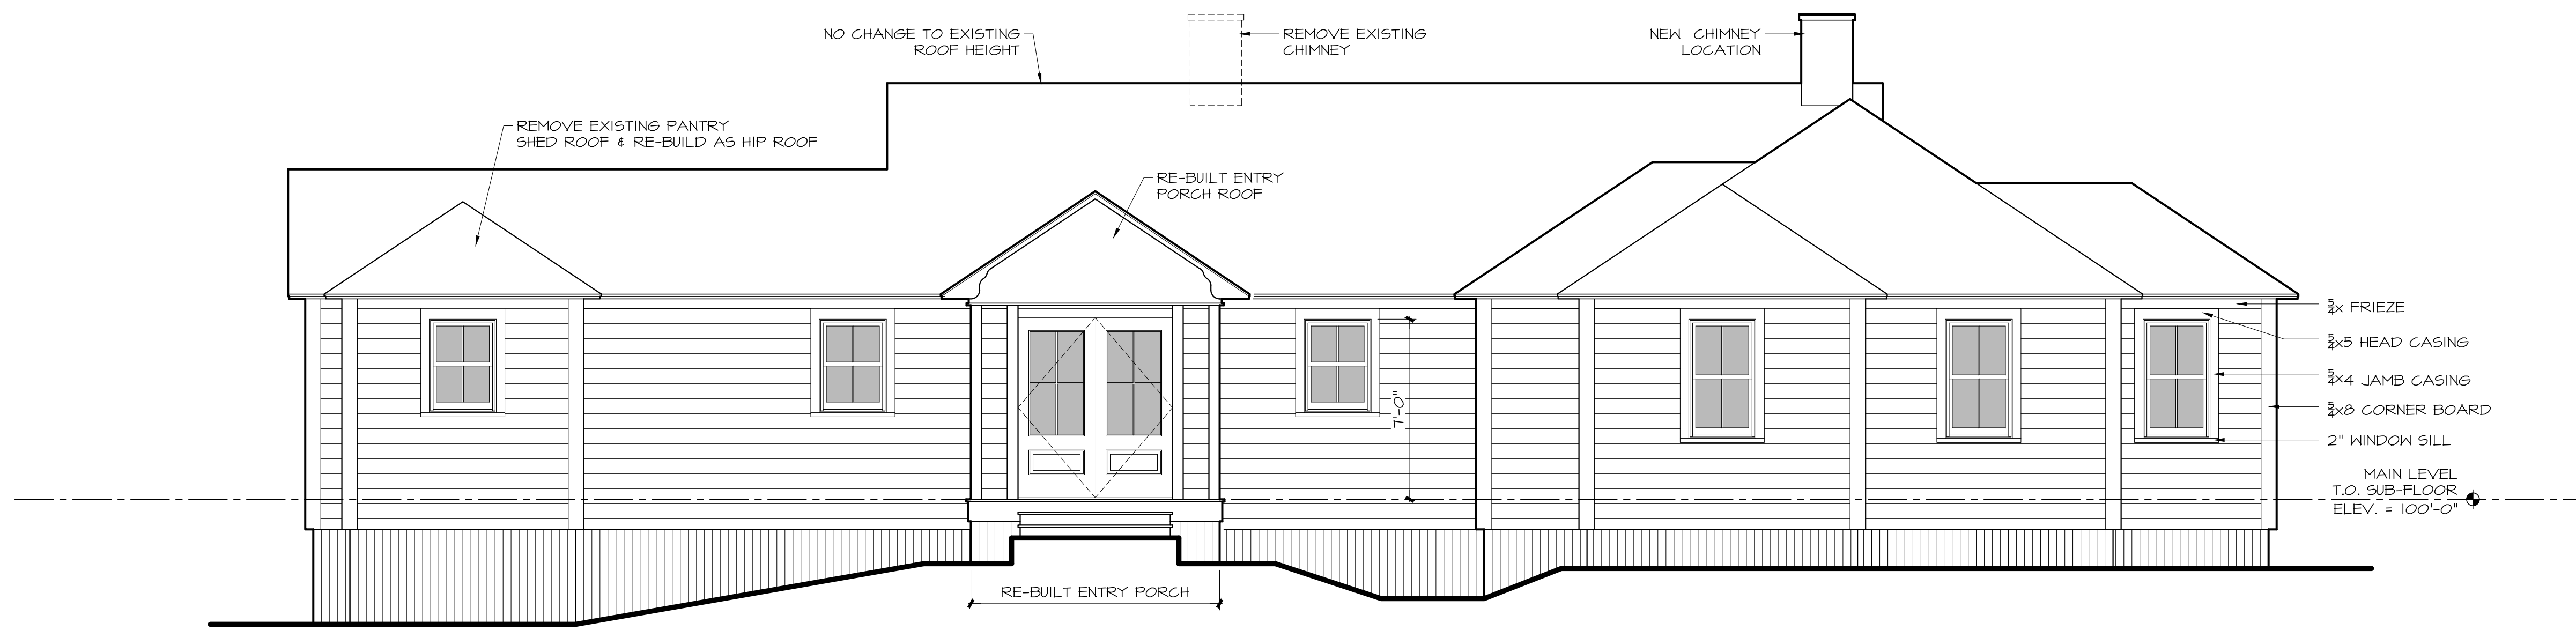 NO CHANGE TO EXISTING
ROOF HEIGHT
REMOVE EXISTING
CHIMNEY
NEW CHIMNEY
LOCATION
REMOVE EXISTING PANTRY
SHED ROOF & RE-BUILD AS HIP ROOF
RE-BUILT ENTRY
PORCH ROOF
5/4x FRIEZE
5/4x5 HEAD CASING
5/4x4 JAMB CASING
5/4x8 CORNER BOARD
2" WINDOW SILL
7'-0"
MAIN LEVEL
T.O. SUB-FLOOR
ELEV. = 100'-0"
RE-BUILT ENTRY PORCH